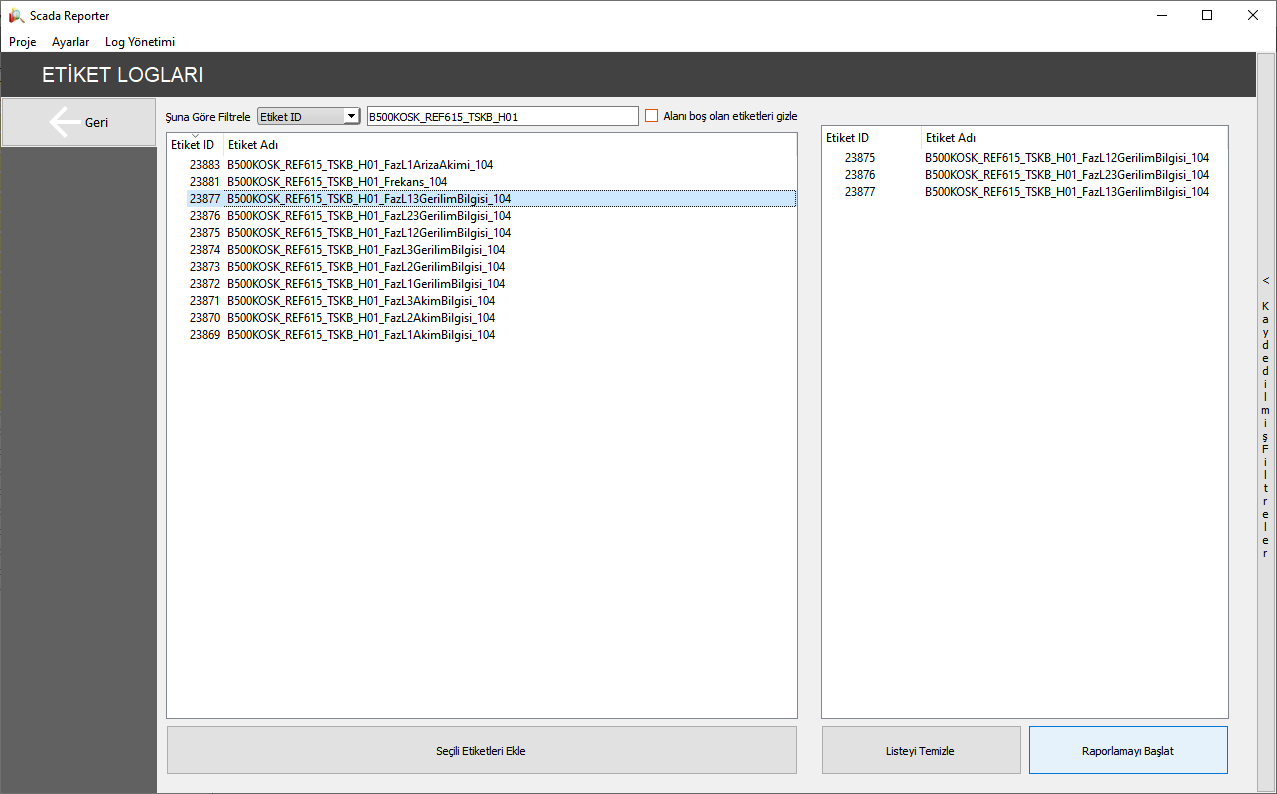 Scada Reporter
Proje Ayarlar Log Yönetimi
ETİKET LOGLARI
Geri
Şuna Göre Filtrele Etiket ID B500KOSK_REF615_TSKB_H01 Alanı boş olan etiketleri gizle
Etiket ID Etiket Adı
23883 B500KOSK_REF615_TSKB_H01_FazL1ArizaAkimi_104
23881 B500KOSK_REF615_TSKB_H01_Frekans_104
23877 B500KOSK_REF615_TSKB_H01_FazL13GerilimBilgisi_104
23876 B500KOSK_REF615_TSKB_H01_FazL23GerilimBilgisi_104
23875 B500KOSK_REF615_TSKB_H01_FazL12GerilimBilgisi_104
23874 B500KOSK_REF615_TSKB_H01_FazL3GerilimBilgisi_104
23873 B500KOSK_REF615_TSKB_H01_FazL2GerilimBilgisi_104
23872 B500KOSK_REF615_TSKB_H01_FazL1GerilimBilgisi_104
23871 B500KOSK_REF615_TSKB_H01_FazL3AkimBilgisi_104
23870 B500KOSK_REF615_TSKB_H01_FazL2AkimBilgisi_104
23869 B500KOSK_REF615_TSKB_H01_FazL1AkimBilgisi_104
Seçili Etiketleri Ekle
Etiket ID Etiket Adı
23875 B500KOSK_REF615_TSKB_H01_FazL12GerilimBilgisi_104
23876 B500KOSK_REF615_TSKB_H01_FazL23GerilimBilgisi_104
23877 B500KOSK_REF615_TSKB_H01_FazL13GerilimBilgisi_104
Listeyi Temizle Raporlamayı Başlat
< Kaydedilmiş Filtreler